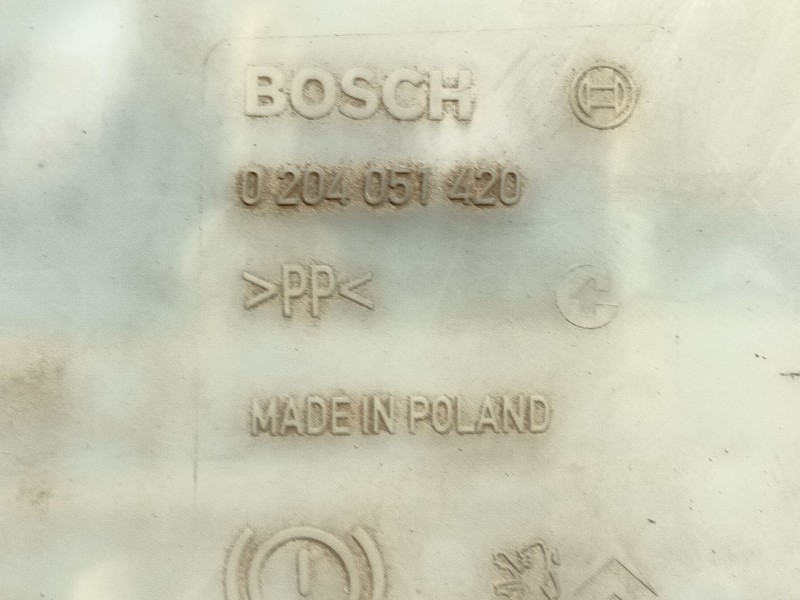 BOSCH
0 204 051 420
>PP<
MADE IN POLAND